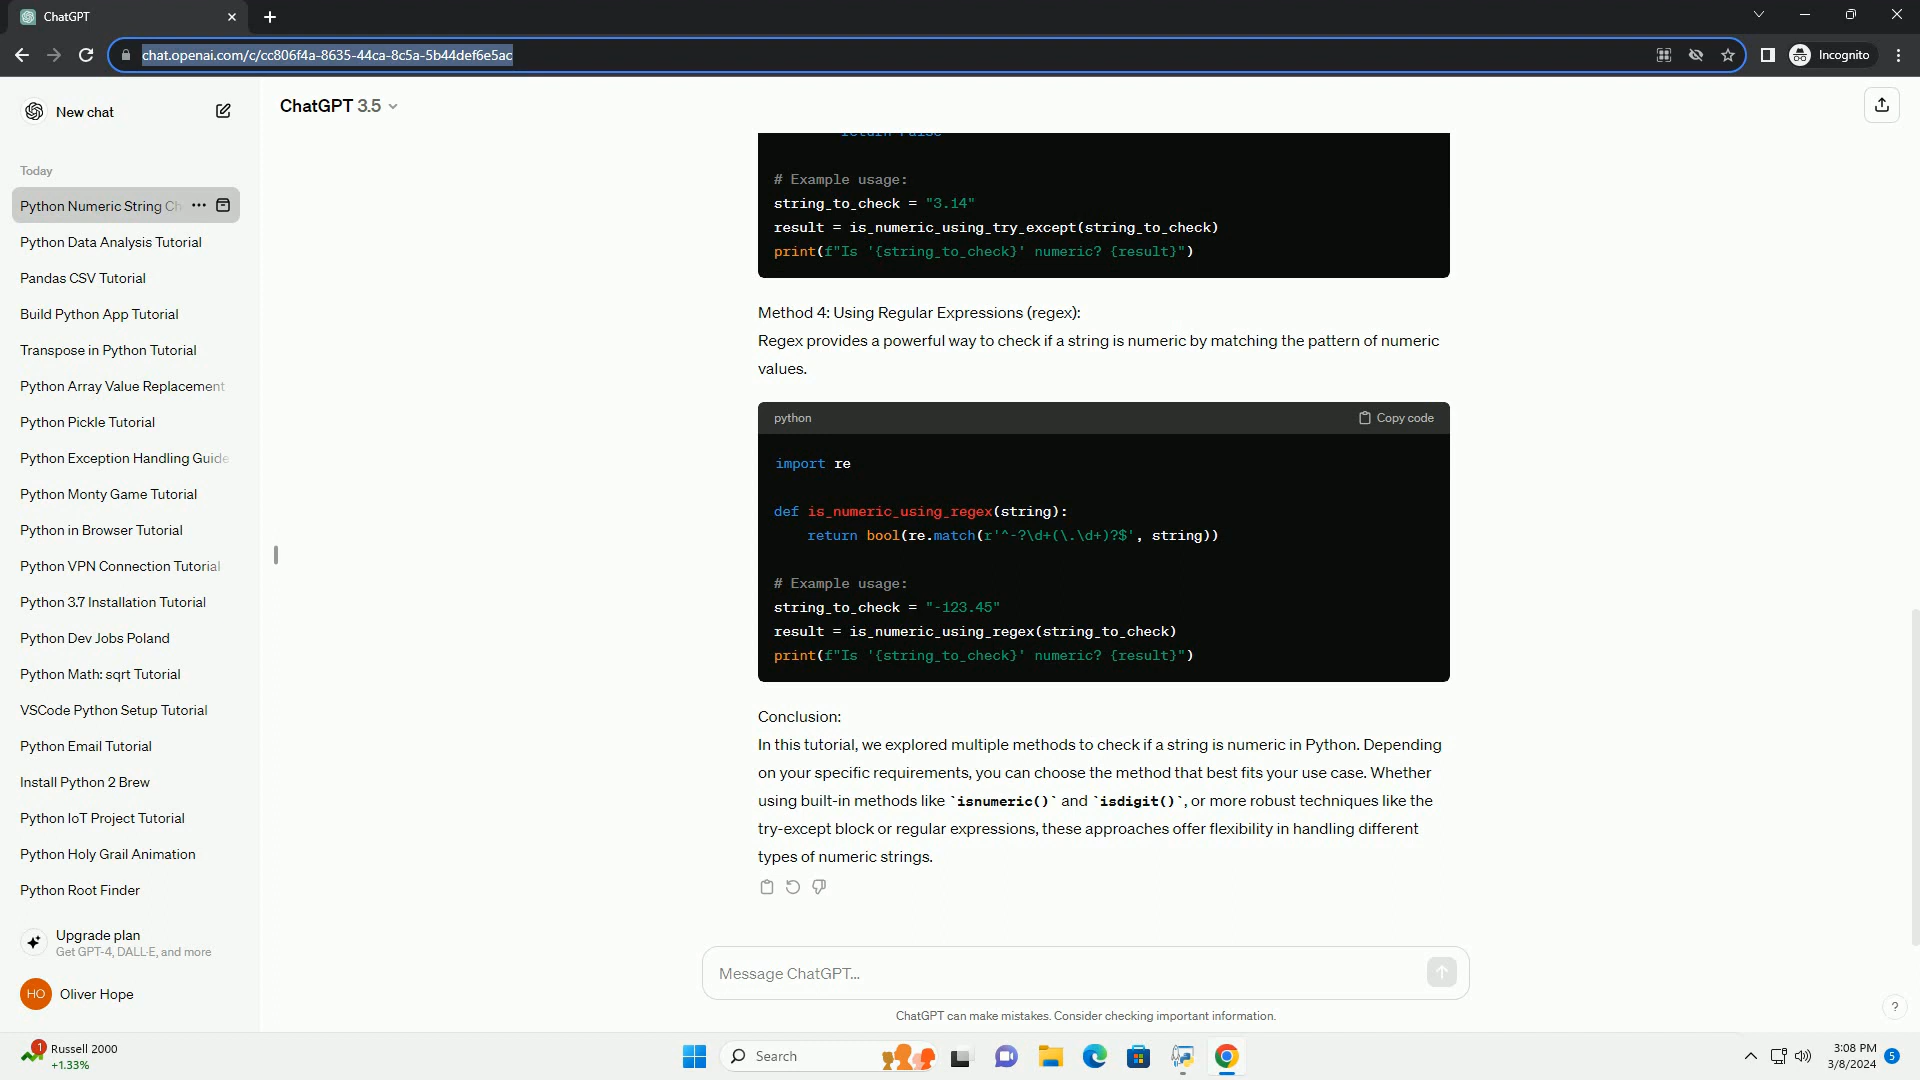 ChatGPT
chat.openai.com/c/cc806f4a-8635-44ca-8c5a-5b44def6e5ac
Incognito
New chat
Today
Python Numeric String Ch
Python Data Analysis Tutorial
Pandas CSV Tutorial
Build Python App Tutorial
Transpose in Python Tutorial
Python Array Value Replacement
Python Pickle Tutorial
Python Exception Handling Guide
Python Monty Game Tutorial
Python in Browser Tutorial
Python VPN Connection Tutorial
Python 3.7 Installation Tutorial
Python Dev Jobs Poland
Python Math: sqrt Tutorial
VSCode Python Setup Tutorial
Python Email Tutorial
Install Python 2 Brew
Python IoT Project Tutorial
Python Holy Grail Animation
Python Root Finder
Upgrade plan
Get GPT-4, DALL·E, and more
HO
Oliver Hope
ChatGPT 3.5
return False
# Example usage:
string_to_check = "3.14"
result = is_numeric_using_try_except(string_to_check)
print(f"Is '{string_to_check}' numeric? {result}")
Method 4: Using Regular Expressions (regex):
Regex provides a powerful way to check if a string is numeric by matching the pattern of numeric
values.
python
Copy code
import re
def is_numeric_using_regex(string):
    return bool(re.match(r'^-?\d+(\.\d+)?$', string))
# Example usage:
string_to_check = "-123.45"
result = is_numeric_using_regex(string_to_check)
print(f"Is '{string_to_check}' numeric? {result}")
Conclusion:
In this tutorial, we explored multiple methods to check if a string is numeric in Python. Depending
on your specific requirements, you can choose the method that best fits your use case. Whether
using built-in methods like `isnumeric()` and `isdigit()`, or more robust techniques like the
try-except block or regular expressions, these approaches offer flexibility in handling different
types of numeric strings.
Message ChatGPT...
ChatGPT can make mistakes. Consider checking important information.
?
1
Russell 2000
+1.33%
Search
3:08 PM
3/8/2024
5